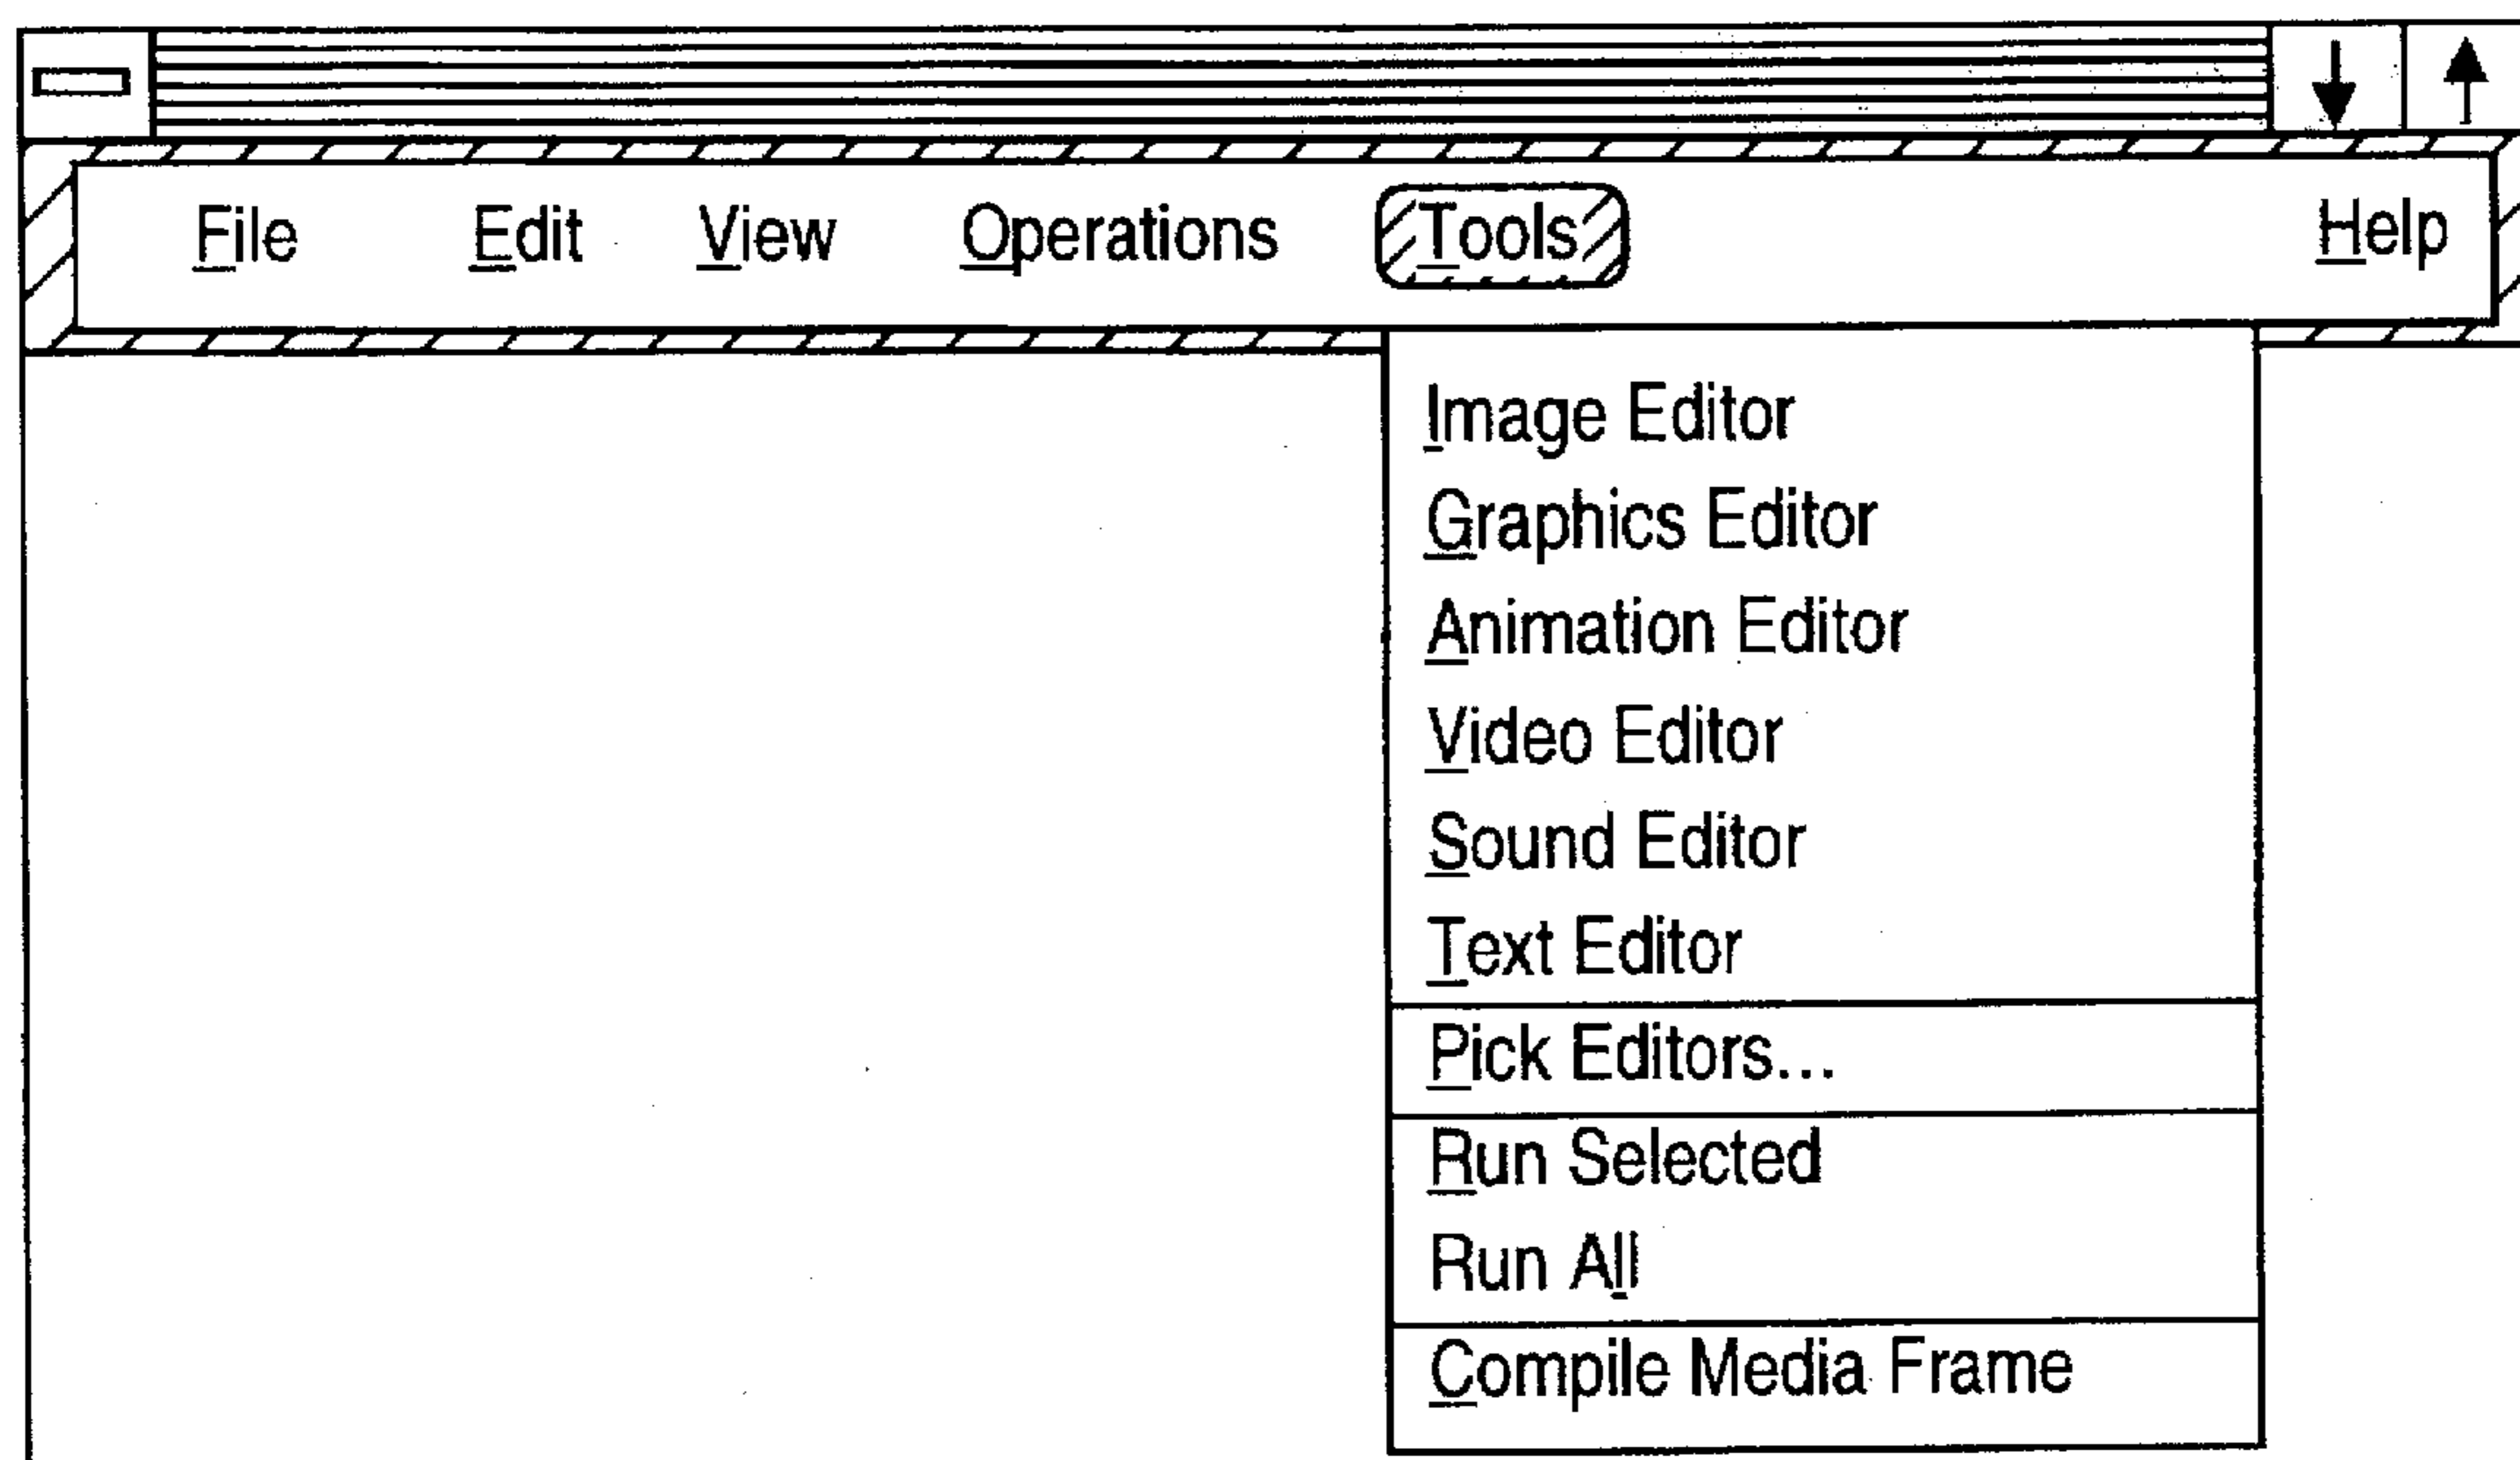 File Edit View Operations Tools Help
Image Editor
Graphics Editor
Animation Editor
Video Editor
Sound Editor
Text Editor
Pick Editors...
Run Selected
Run All
Compile Media Frame